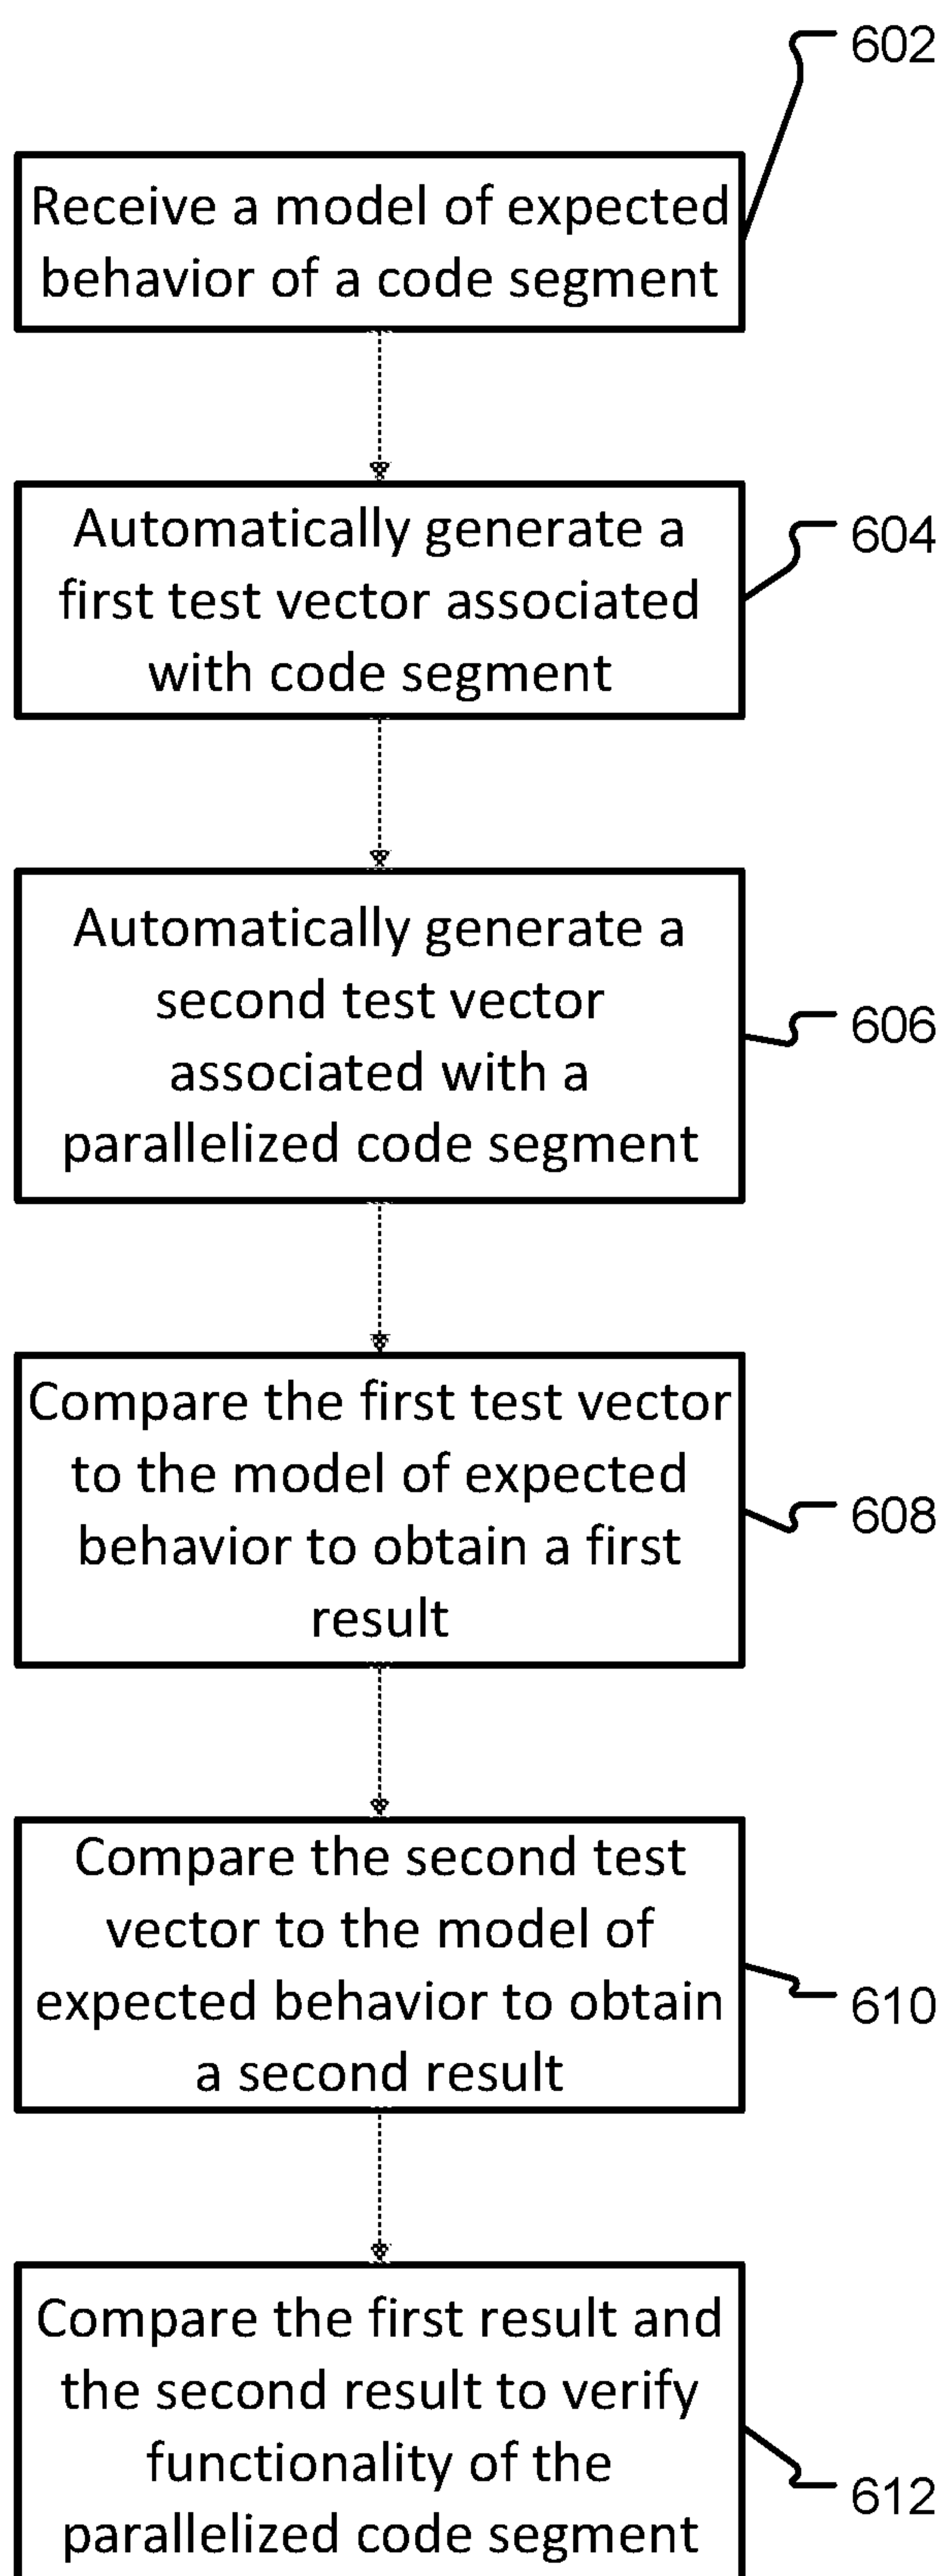 602
Receive a model of expected
behavior of a code segment
Automatically generate a
first test vector associated
with code segment
604
Automatically generate a
second test vector
associated with a
parallelized code segment
606
Compare the first test vector
to the model of expected
behavior to obtain a first
result
608
Compare the second test
vector to the model of
expected behavior to obtain
a second result
610
Compare the first result and
the second result to verify
functionality of the
parallelized code segment
612